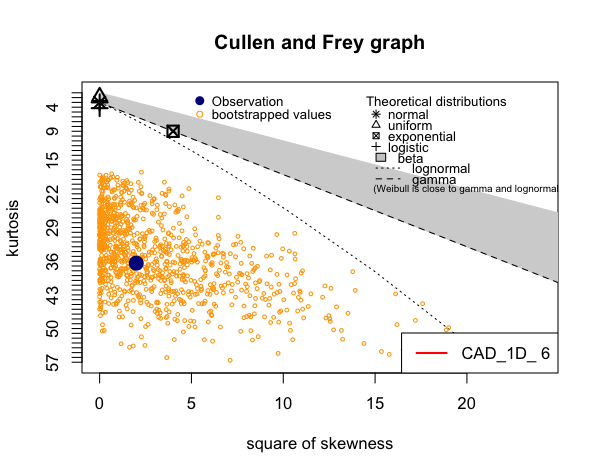 Cullen and Frey graph
kurtosis
4
9
15
22
29
36
43
50
57
Observation
bootstrapped values
Theoretical distributions
normal
uniform
exponential
logistic
beta
lognormal
gamma
(Weibull is close to gamma and lognormal
CAD_1D_ 6
0
5
10
15
20
square of skewness